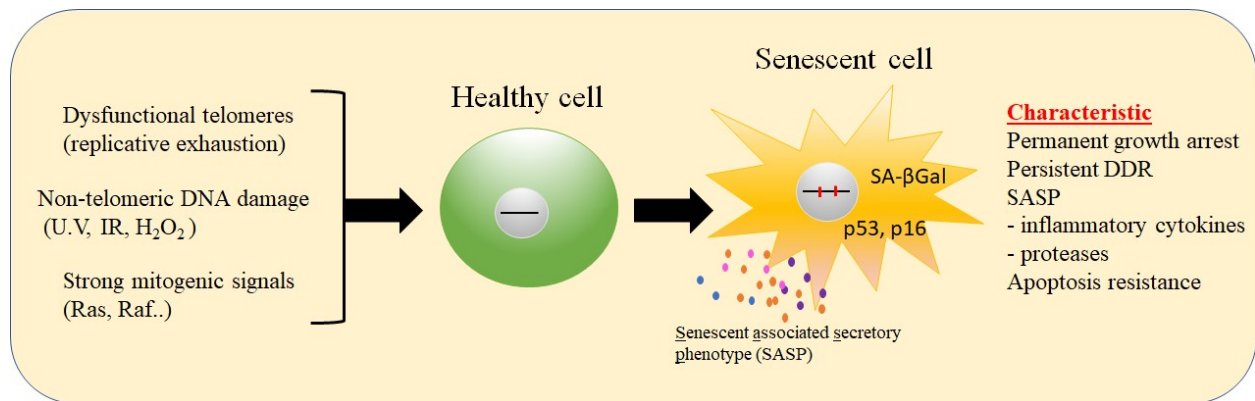 Dysfunctional telomeres
(replicative exhaustion)
Non-telomeric DNA damage
(U.V, IR, H₂O₂)
Strong mitogenic signals
(Ras, Raf..)
Healthy cell
Senescent cell
SA-βGal
p53, p16
Senescent associated secretory
phenotype (SASP)
Characteristic
Permanent growth arrest
Persistent DDR
SASP
- inflammatory cytokines
- proteases
Apoptosis resistance